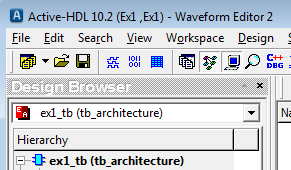 Active-HDL 10.2 (Ex1 ,Ex1) - Waveform Editor 2
File Edit Search View Workspace Design
C++
DBG
Design Browser
ex1_tb (tb_architecture)
Hierarchy
ex1_tb (tb_architecture)